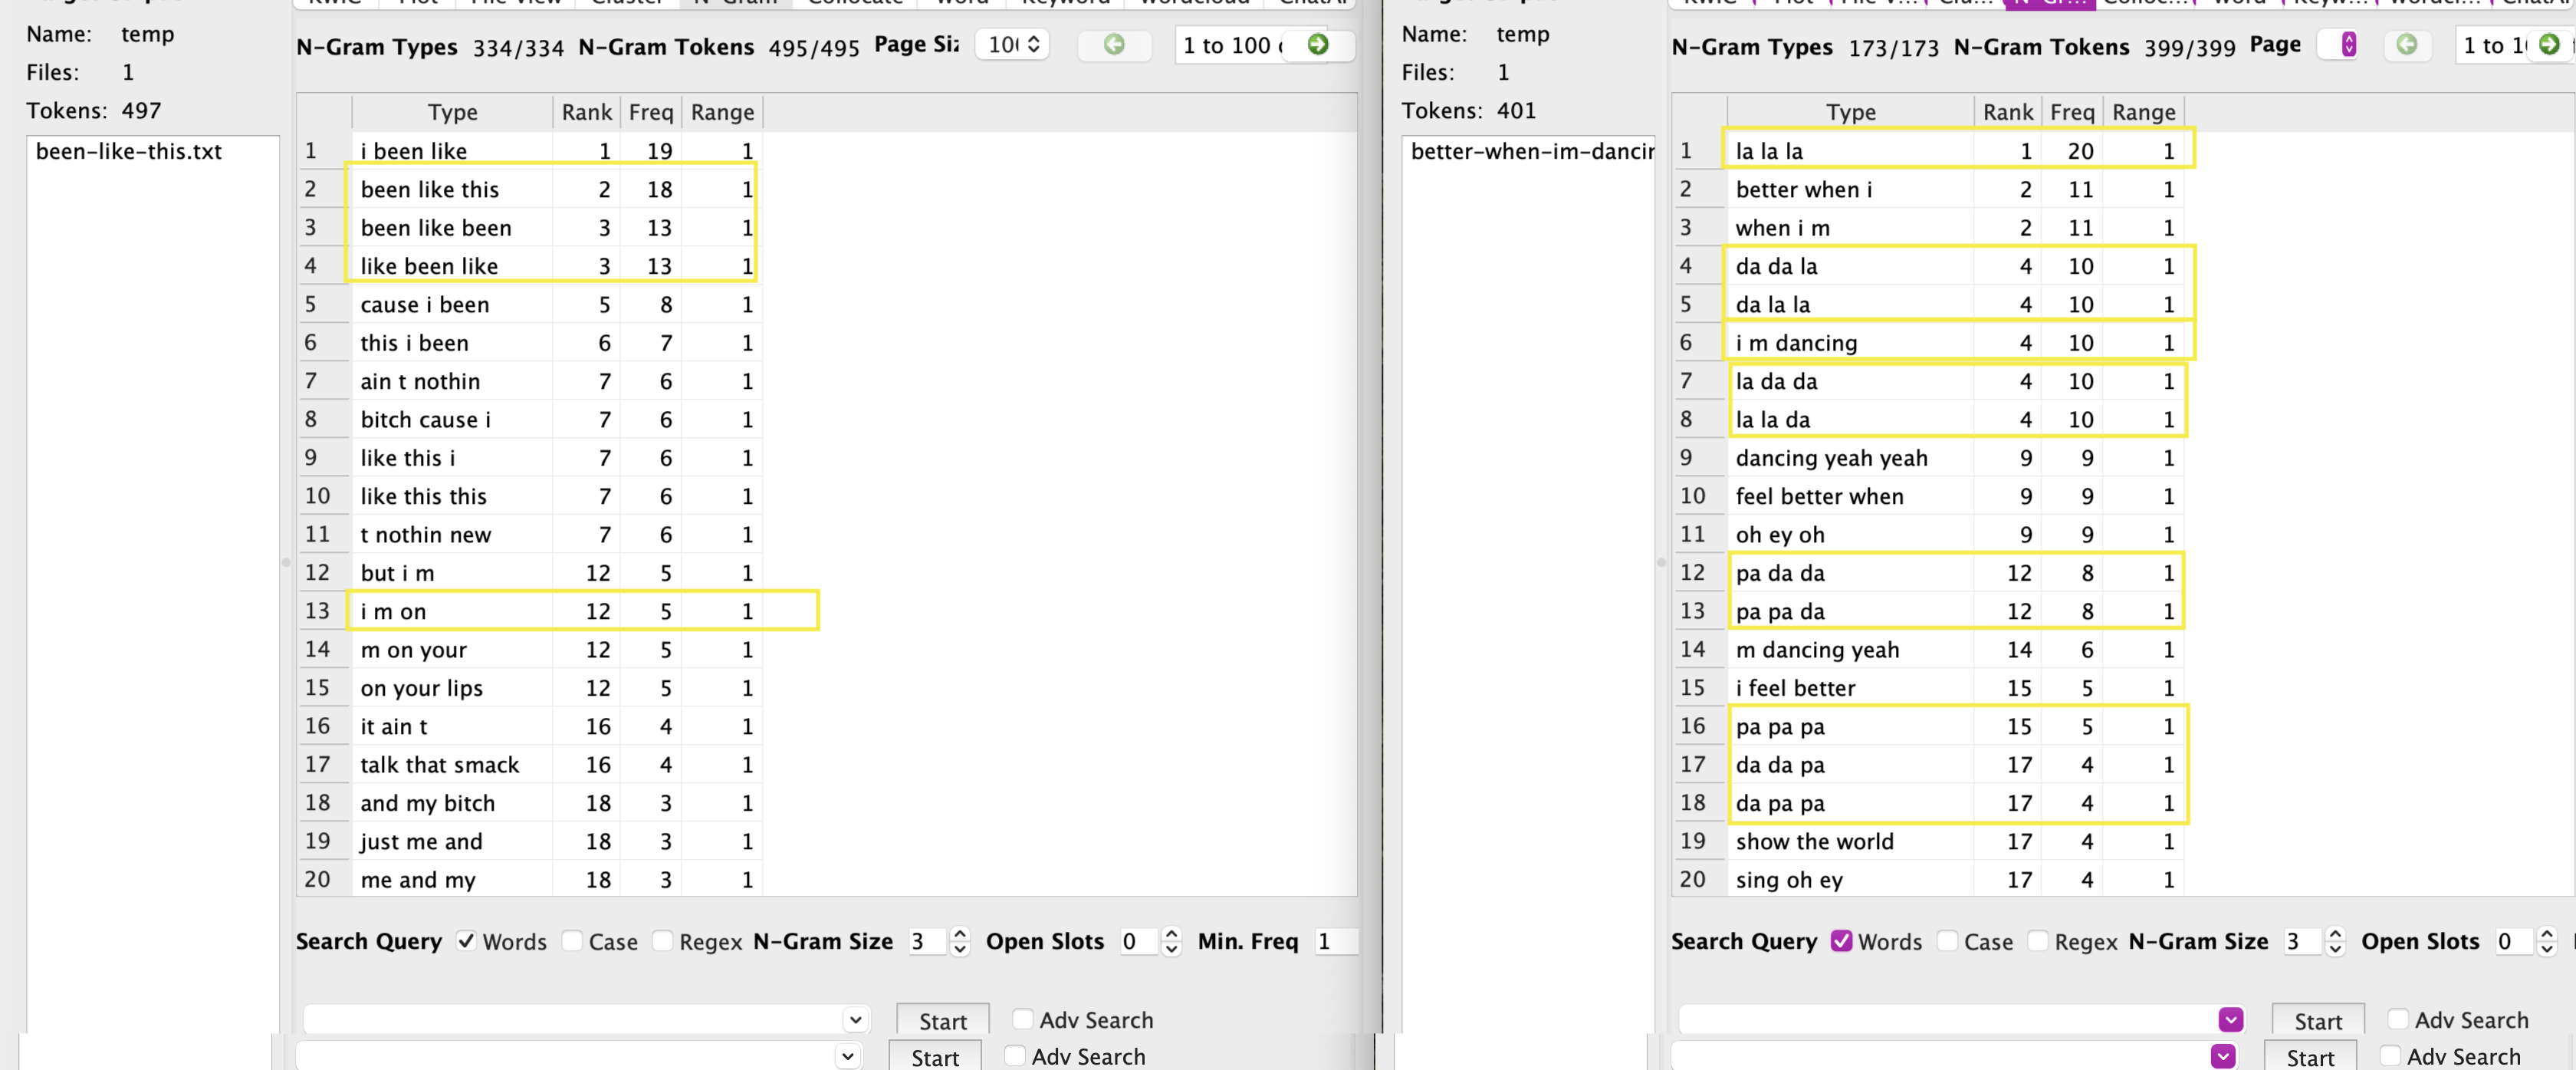 N-Gram Types 334/334 N-Gram Tokens 495/495 Page Siz
1 to 100
Name: temp
Files: 1
Tokens: 497
been-like-this.txt
Type Rank Freq Range
1 i been like 1 19 1
2 been like this 2 18 1
3 been like been 3 13 1
4 like been like 3 13 1
5 cause i been 5 8 1
6 this i been 6 7 1
7 ain t nothin 7 6 1
8 bitch cause i 7 6 1
9 like this i 7 6 1
10 like this this 7 6 1
11 t nothin new 7 6 1
12 but i m 12 5 1
13 i m on 12 5 1
14 m on your 12 5 1
15 on your lips 12 5 1
16 it ain t 16 4 1
17 talk that smack 16 4 1
18 and my bitch 18 3 1
19 just me and 18 3 1
20 me and my 18 3 1
Search Query Words Case Regex N-Gram Size 3 Open Slots 0 Min. Freq 1
Start Adv Search
Start Adv Search
Name: temp
Files: 1
Tokens: 401
better-when-im-dancin
N-Gram Types 173/173 N-Gram Tokens 399/399 Page
Type Rank Freq Range
1 la la la 1 20 1
2 better when i 2 11 1
3 when i m 2 11 1
4 da da la 4 10 1
5 da la la 4 10 1
6 i m dancing 4 10 1
7 la da da 4 10 1
8 la la da 4 10 1
9 dancing yeah yeah 9 9 1
10 feel better when 9 9 1
11 oh ey oh 9 9 1
12 pa da da 12 8 1
13 pa pa da 12 8 1
14 m dancing yeah 14 6 1
15 i feel better 15 5 1
16 pa pa pa 15 5 1
17 da da pa 17 4 1
18 da pa pa 17 4 1
19 show the world 17 4 1
20 sing oh ey 17 4 1
Search Query Words Case Regex N-Gram Size 3 Open Slots 0
Start Adv Search
Start Adv Search